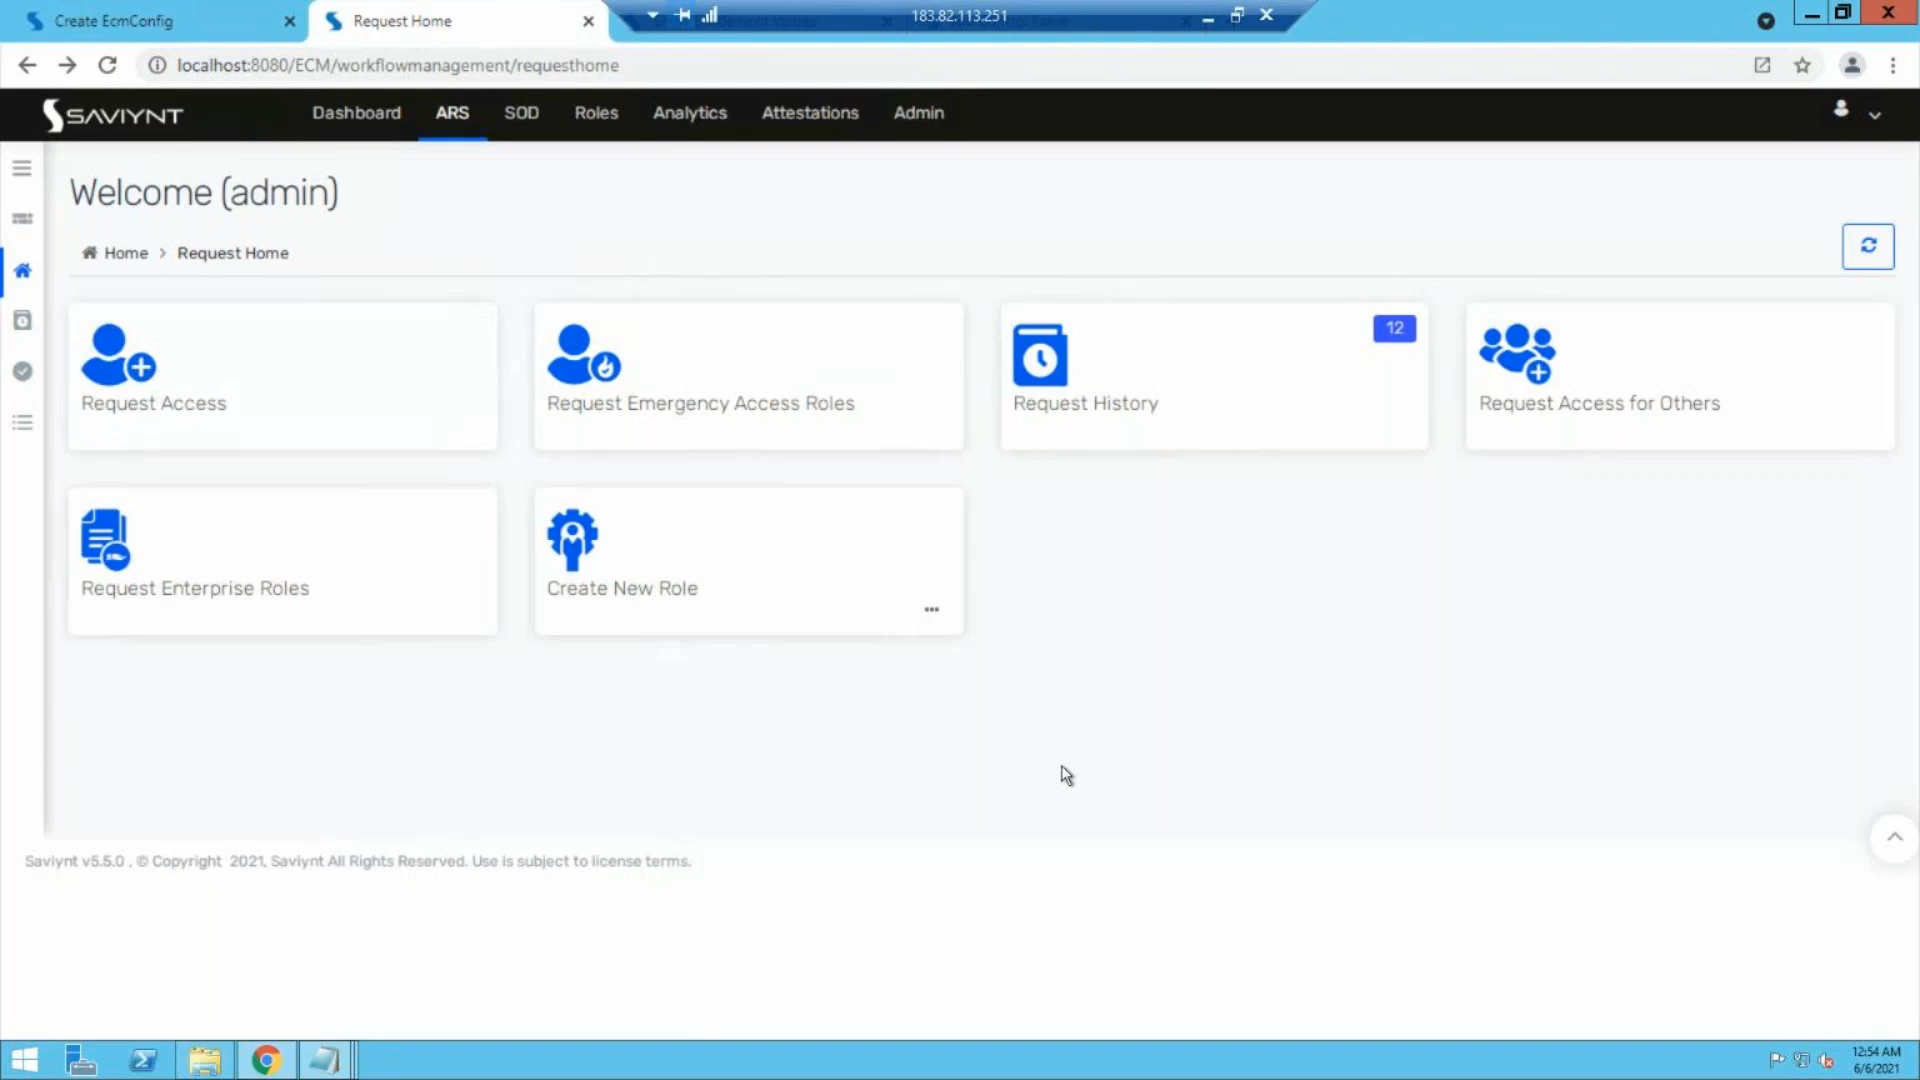 Create EcmConfig
Request Home
183.82.113.251
localhost:8080/ECM/workflowmanagement/requesthome
SAVIYNT
Dashboard
ARS
SOD
Roles
Analytics
Attestations
Admin
Welcome (admin)
Home > Request Home
Request Access
Request Emergency Access Roles
12
Request History
Request Access for Others
Request Enterprise Roles
Create New Role
Saviynt v5.5.0 , © Copyright 2021, Saviynt All Rights Reserved. Use is subject to license terms.
12:54 AM
6/6/2021